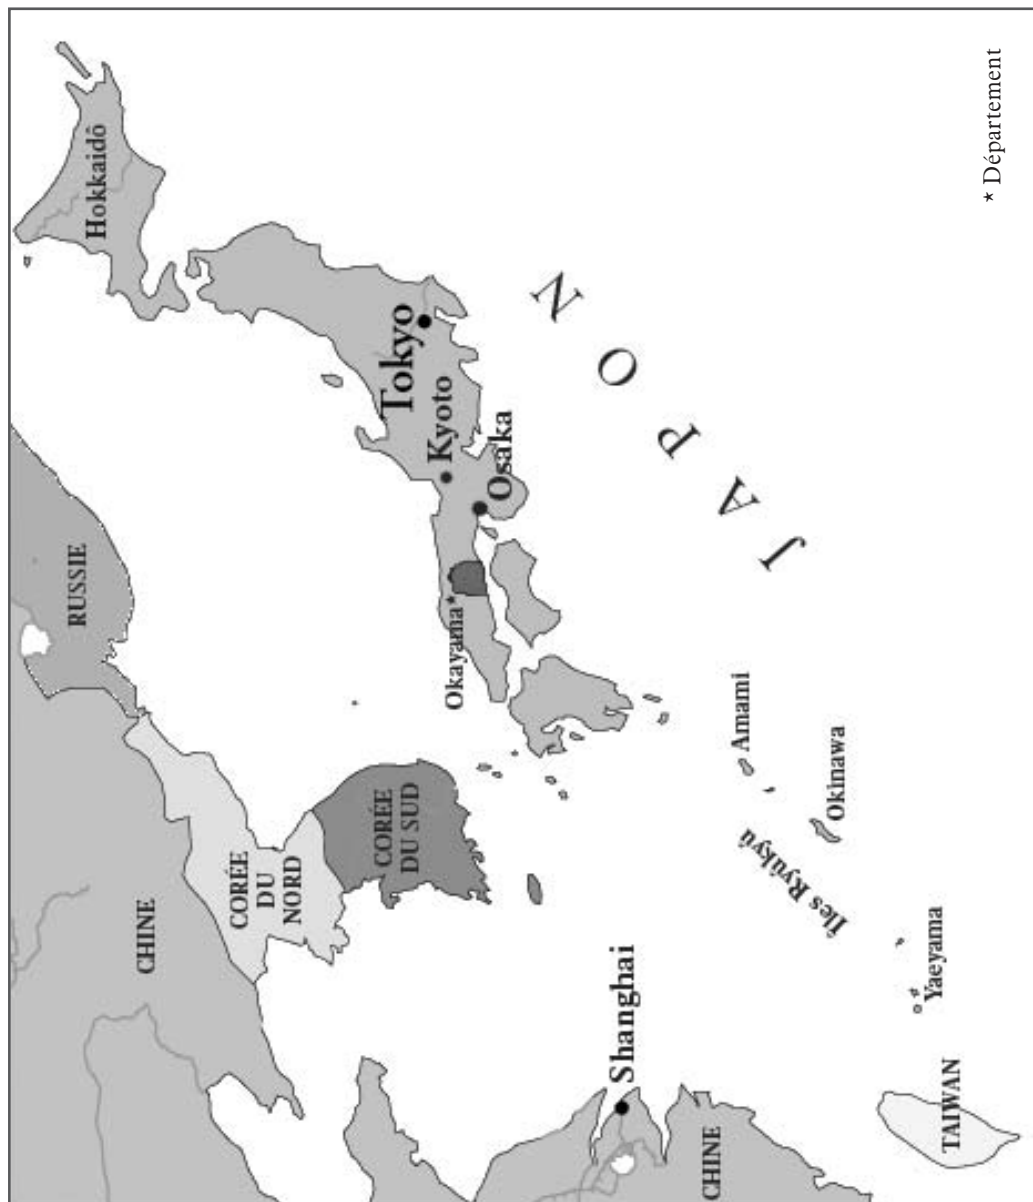 RUSSIE
Hokkaidô
CHINE
CORÉE
DU
NORD
CORÉE
DU SUD
Tokyo
Kyoto
Osaka
Okayama*
JAPON
Shanghai
CHINE
Amami
Okinawa
Îles Ryûkyû
Yaeyama
TAIWAN
* Département